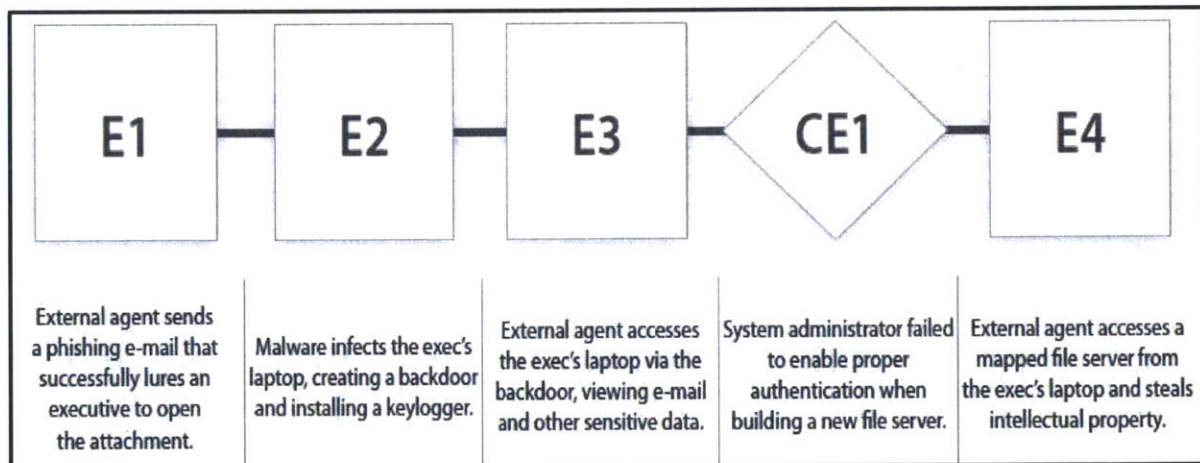 E1
E2
E3
CE1
E4
External agent sends
a phishing e-mail that
successfully lures an
executive to open
the attachment.
Malware infects the exec's
laptop, creating a backdoor
and installing a keylogger.
External agent accesses
the exec's laptop via the
backdoor, viewing e-mail
and other sensitive data.
System administrator failed
to enable proper
authentication when
building a new file server.
External agent accesses a
mapped file server from
the exec's laptop and steals
intellectual property.